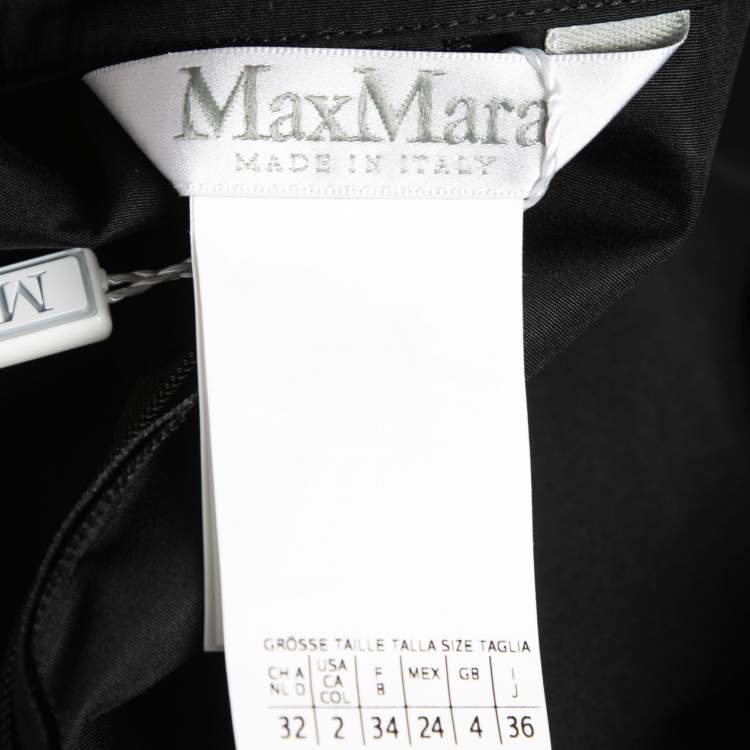 MaxMara
MADE IN ITALY
M
GRÖSSE TAILLE TALLA SIZE TAGLIA
CH A NL D
USA CA COL
F B
MEX
GB
I J
32 2 34 24 4 36